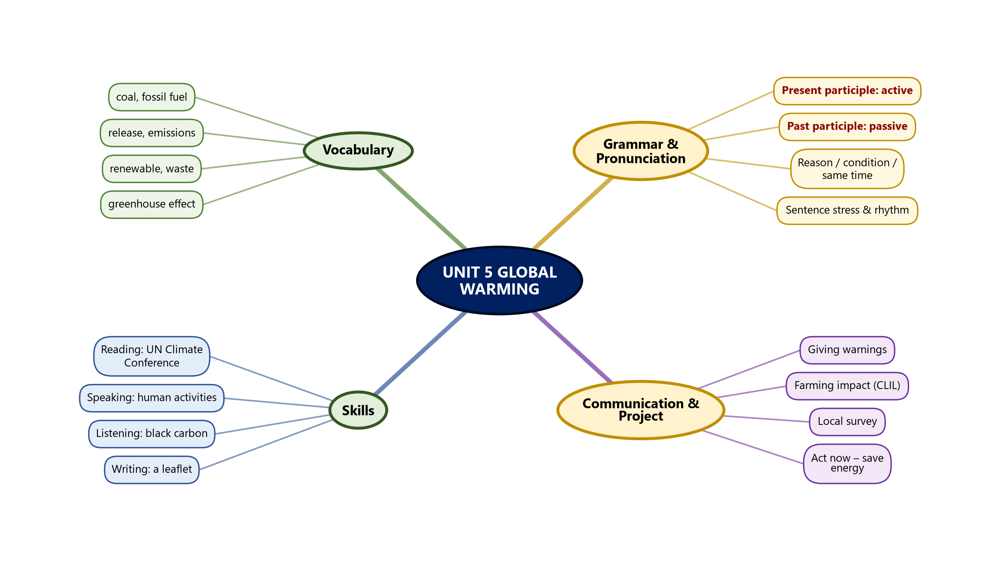 coal, fossil fuel
release, emissions
renewable, waste
greenhouse effect
Vocabulary
Grammar &
Pronunciation
Present participle: active
Past participle: passive
Reason / condition /
same time
Sentence stress & rhythm
UNIT 5 GLOBAL
WARMING
Reading: UN Climate
Conference
Speaking: human activities
Listening: black carbon
Writing: a leaflet
Skills
Communication &
Project
Giving warnings
Farming impact (CLIL)
Local survey
Act now – save
energy